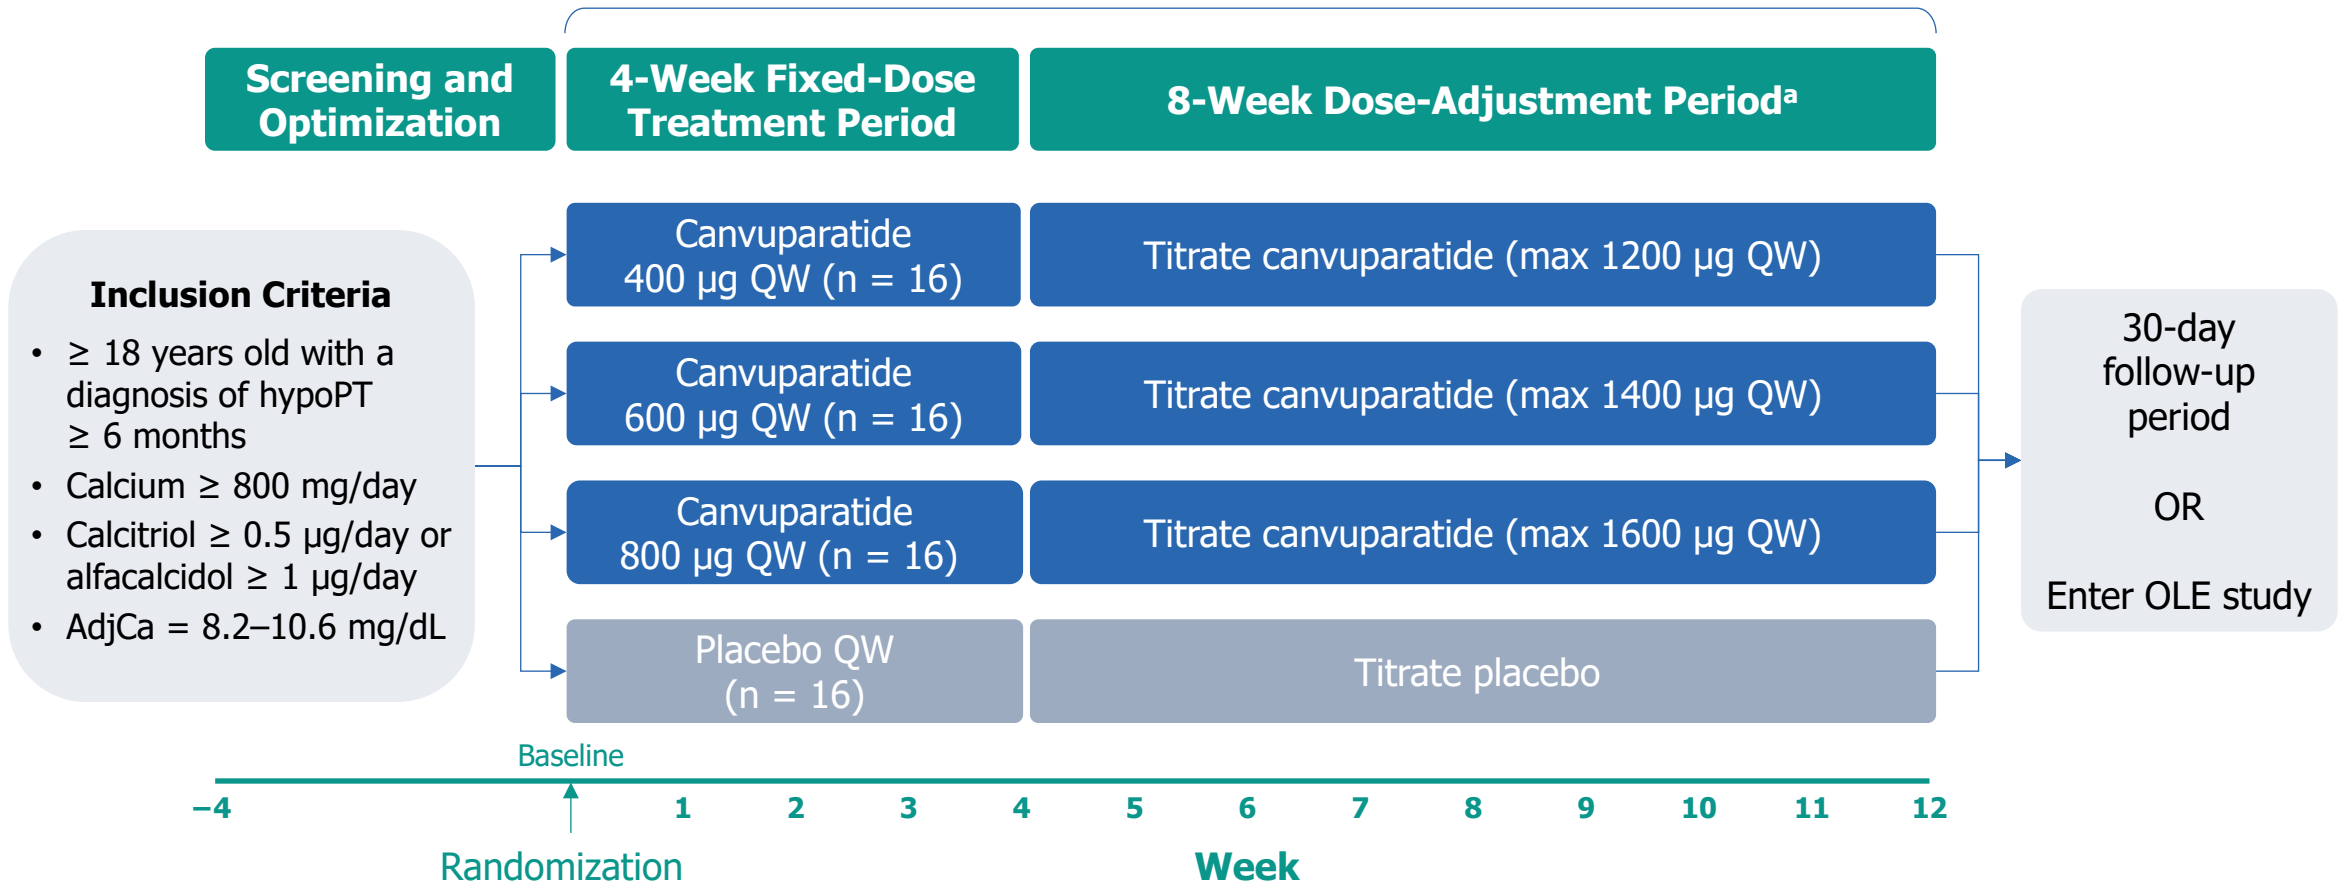 Screening and
Optimization
4-Week Fixed-Dose
Treatment Period
8-Week Dose-Adjustment Periodᵃ
Inclusion Criteria
• ≥ 18 years old with a
diagnosis of hypoPT
≥ 6 months
• Calcium ≥ 800 mg/day
• Calcitriol ≥ 0.5 µg/day or
alfacalcidol ≥ 1 µg/day
• AdjCa = 8.2–10.6 mg/dL
Canvuparatide
400 µg QW (n = 16)
Titrate canvuparatide (max 1200 µg QW)
Canvuparatide
600 µg QW (n = 16)
Titrate canvuparatide (max 1400 µg QW)
Canvuparatide
800 µg QW (n = 16)
Titrate canvuparatide (max 1600 µg QW)
Placebo QW
(n = 16)
Titrate placebo
30-day
follow-up
period
OR
Enter OLE study
Baseline
−4 1 2 3 4 5 6 7 8 9 10 11 12
Randomization
Week